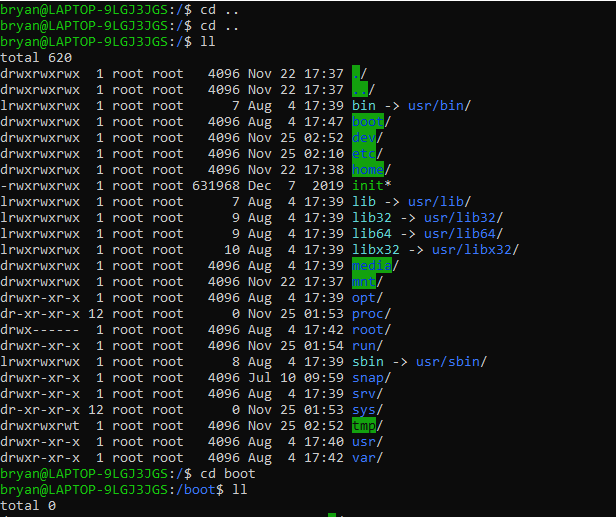 bryan@LAPTOP-9LGJ3JGS:/$ cd ..
bryan@LAPTOP-9LGJ3JGS:/$ cd ..
bryan@LAPTOP-9LGJ3JGS:/$ ll
total 620
drwxrwxrwx  1 root root   4096 Nov 22 17:37 ./
drwxrwxrwx  1 root root   4096 Nov 22 17:37 ../
lrwxrwxrwx  1 root root      7 Aug  4 17:39 bin -> usr/bin/
drwxrwxrwx  1 root root   4096 Aug  4 17:47 boot/
drwxrwxrwx  1 root root   4096 Nov 25 02:52 dev/
drwxrwxrwx  1 root root   4096 Nov 25 02:10 etc/
drwxrwxrwx  1 root root   4096 Nov 22 17:38 home/
-rwxrwxrwx  1 root root 631968 Dec  7  2019 init*
lrwxrwxrwx  1 root root      7 Aug  4 17:39 lib -> usr/lib/
lrwxrwxrwx  1 root root      9 Aug  4 17:39 lib32 -> usr/lib32/
lrwxrwxrwx  1 root root      9 Aug  4 17:39 lib64 -> usr/lib64/
lrwxrwxrwx  1 root root     10 Aug  4 17:39 libx32 -> usr/libx32/
drwxrwxrwx  1 root root   4096 Aug  4 17:39 media/
drwxrwxrwx  1 root root   4096 Nov 22 17:37 mnt/
drwxr-xr-x  1 root root   4096 Aug  4 17:39 opt/
dr-xr-xr-x 12 root root      0 Nov 25 01:53 proc/
drwx------  1 root root   4096 Aug  4 17:42 root/
drwxr-xr-x  1 root root   4096 Nov 25 01:54 run/
lrwxrwxrwx  1 root root      8 Aug  4 17:39 sbin -> usr/sbin/
drwxr-xr-x  1 root root   4096 Jul 10 09:59 snap/
drwxr-xr-x  1 root root   4096 Aug  4 17:39 srv/
dr-xr-xr-x 12 root root      0 Nov 25 01:53 sys/
drwxrwxrwt  1 root root   4096 Nov 25 02:52 tmp/
drwxr-xr-x  1 root root   4096 Aug  4 17:40 usr/
drwxr-xr-x  1 root root   4096 Aug  4 17:42 var/
bryan@LAPTOP-9LGJ3JGS:/$ cd boot
bryan@LAPTOP-9LGJ3JGS:/boot$ ll
total 0